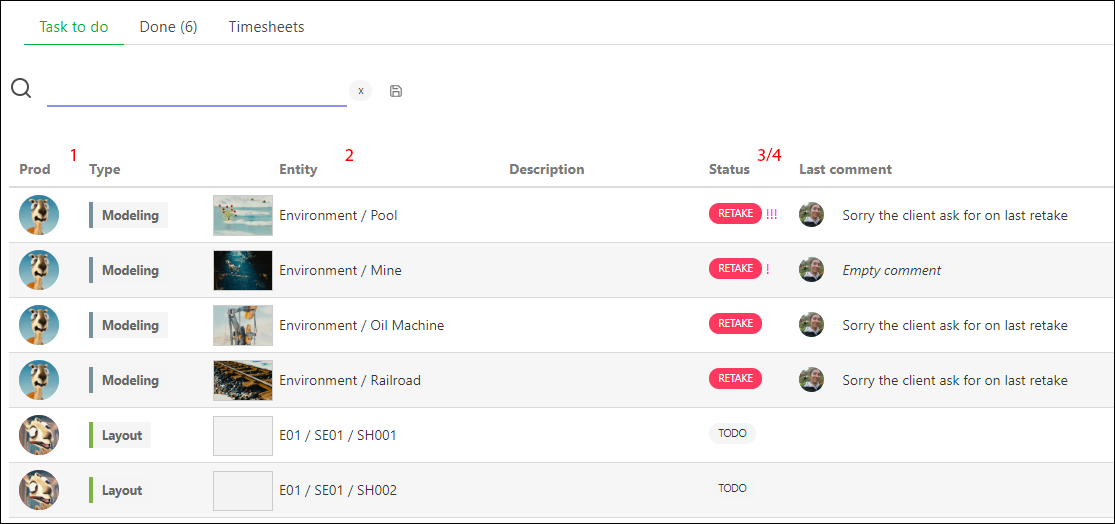 Task to do Done (6) Timesheets
x
1 2 3/4
Prod Type Entity Description Status Last comment
Modeling Environment / Pool RETAKE !!! Sorry the client ask for on last retake
Modeling Environment / Mine RETAKE ! Empty comment
Modeling Environment / Oil Machine RETAKE Sorry the client ask for on last retake
Modeling Environment / Railroad RETAKE Sorry the client ask for on last retake
Layout E01 / SE01 / SH001 TODO
Layout E01 / SE01 / SH002 TODO